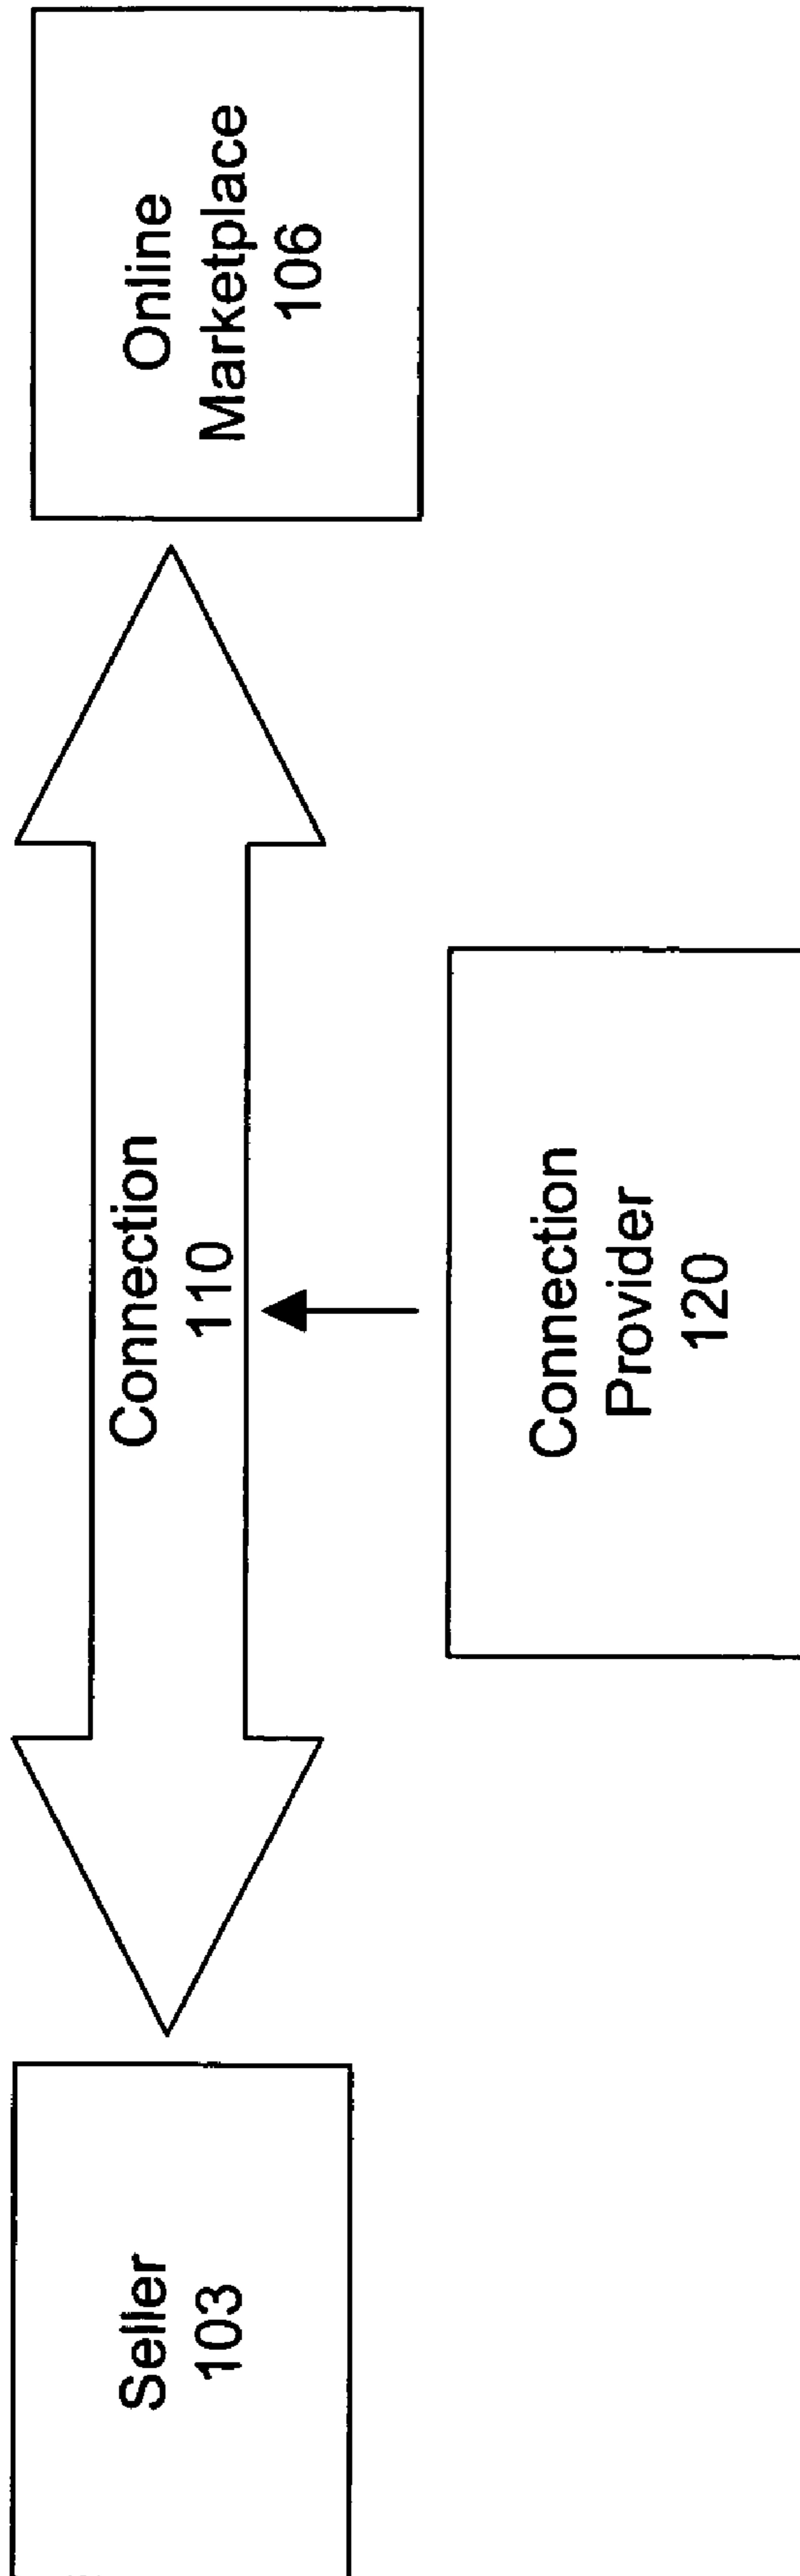 Seller
103
Connection
110
Online
Marketplace
106
Connection
Provider
120